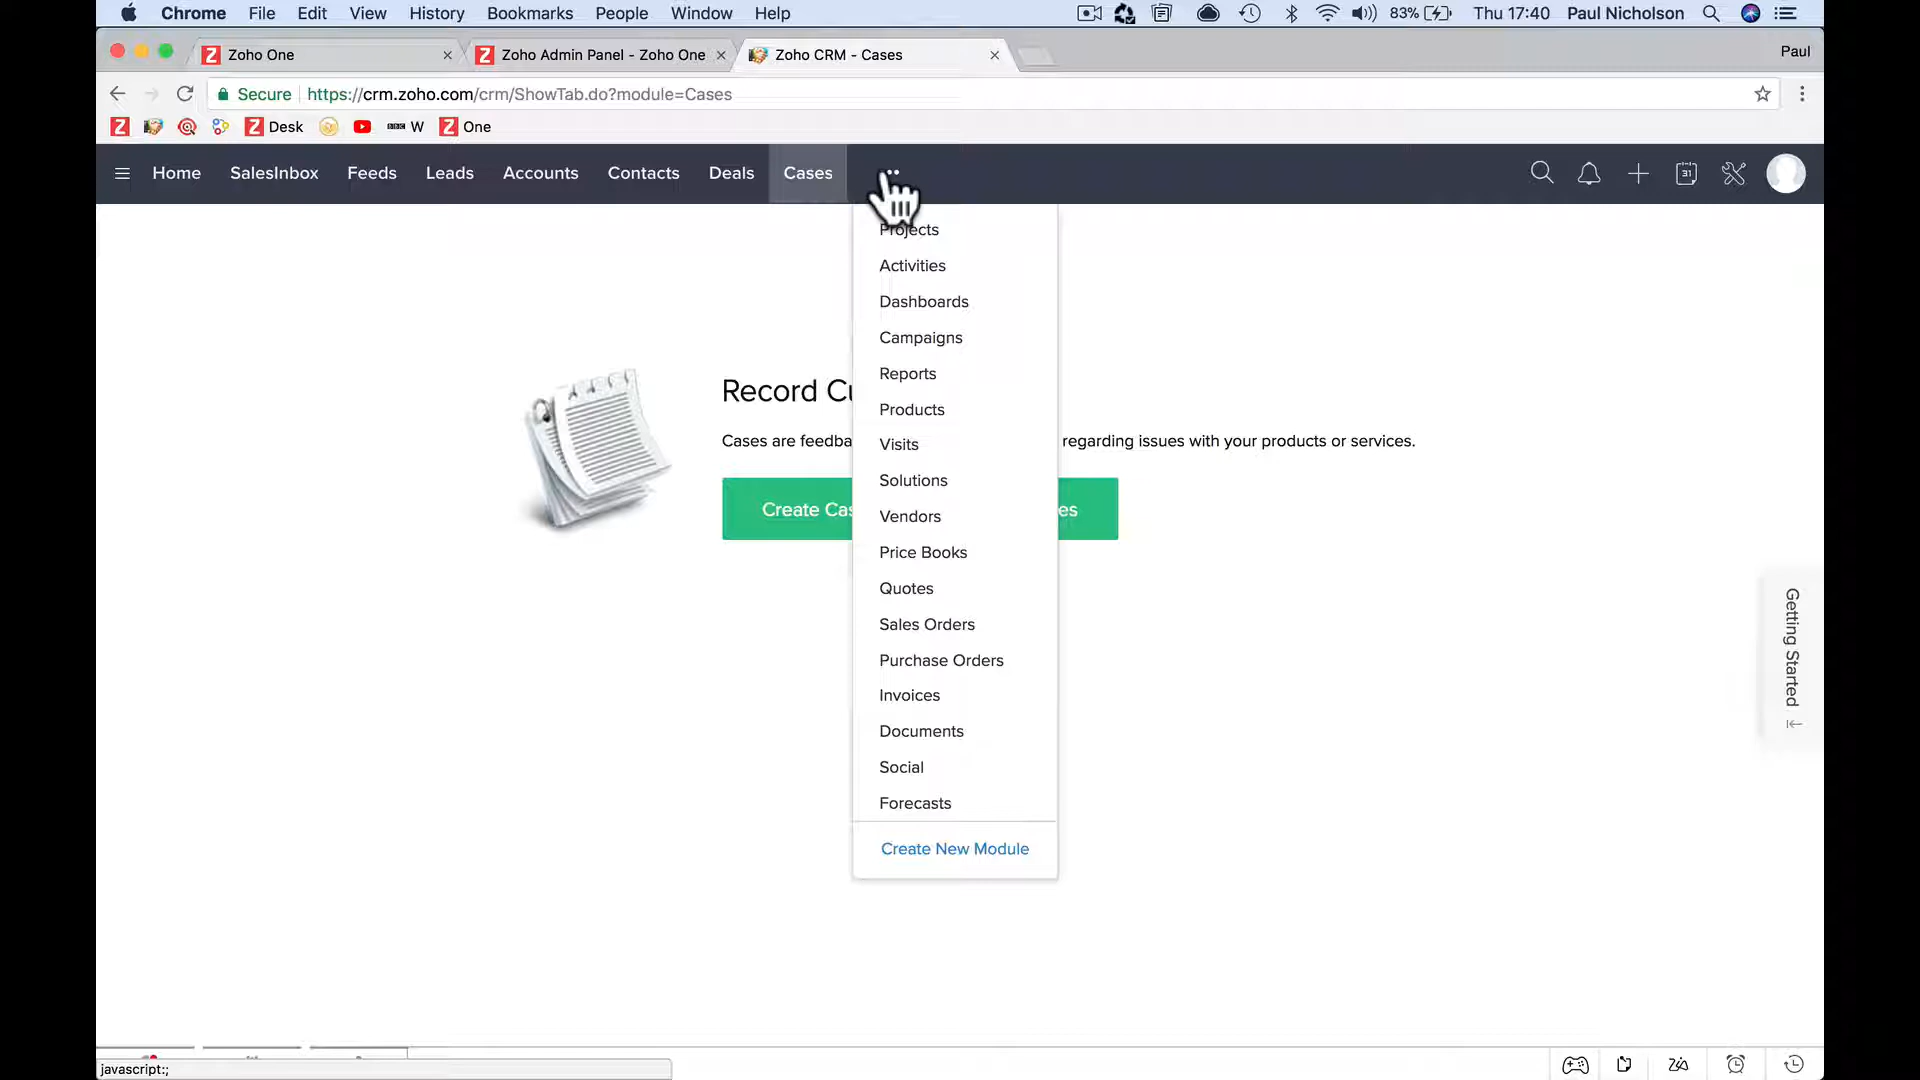 Chrome File Edit View History Bookmarks People Window Help 83% Thu 17:40 Paul Nicholson
Zoho One Zoho Admin Panel - Zoho One Zoho CRM - Cases Paul
Secure https://crm.zoho.com/crm/ShowTab.do?module=Cases
Desk BBC W One
Home SalesInbox Feeds Leads Accounts Contacts Deals Cases 31
Projects
Activities
Dashboards
Campaigns
Reports
Products
Visits
Solutions
Vendors
Price Books
Quotes
Sales Orders
Purchase Orders
Invoices
Documents
Social
Forecasts
Create New Module
Record Cu
Cases are feedba regarding issues with your products or services.
Create Cas es
Getting Started
javascript:;